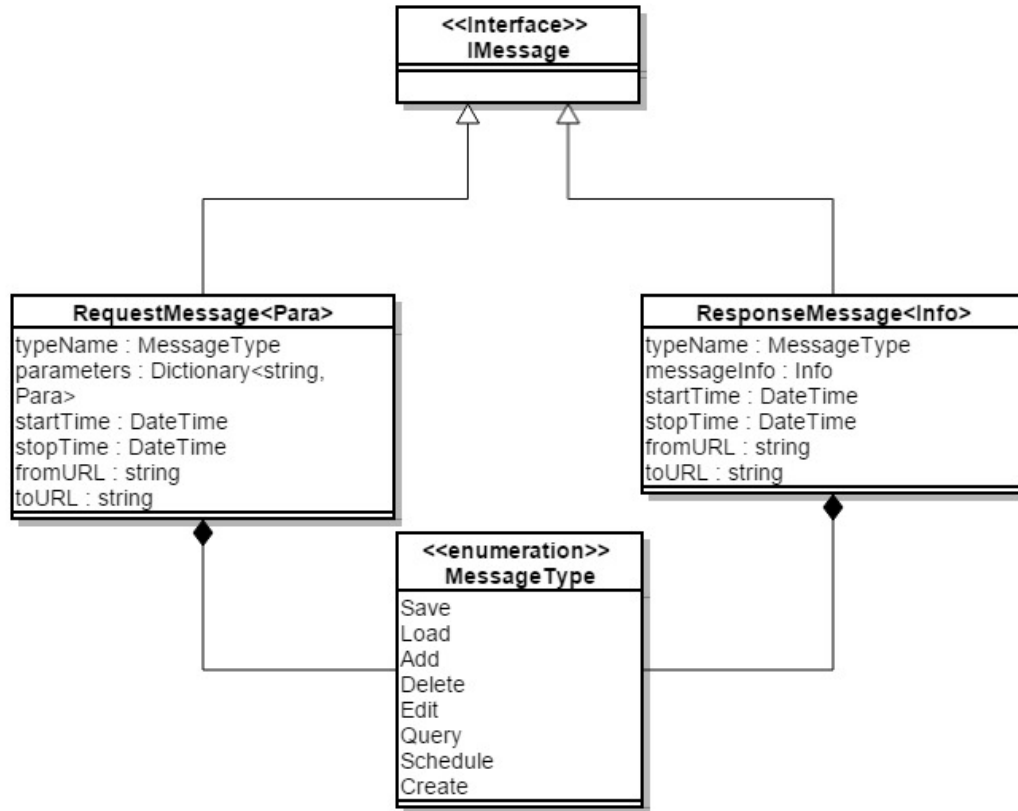 <<Interface>>
IMessage
RequestMessage<Para>
typeName : MessageType
parameters : Dictionary<string,
Para>
startTime : DateTime
stopTime : DateTime
fromURL : string
toURL : string
ResponseMessage<Info>
typeName : MessageType
messageInfo : Info
startTime : DateTime
stopTime : DateTime
fromURL : string
toURL : string
<<enumeration>>
MessageType
Save
Load
Add
Delete
Edit
Query
Schedule
Create